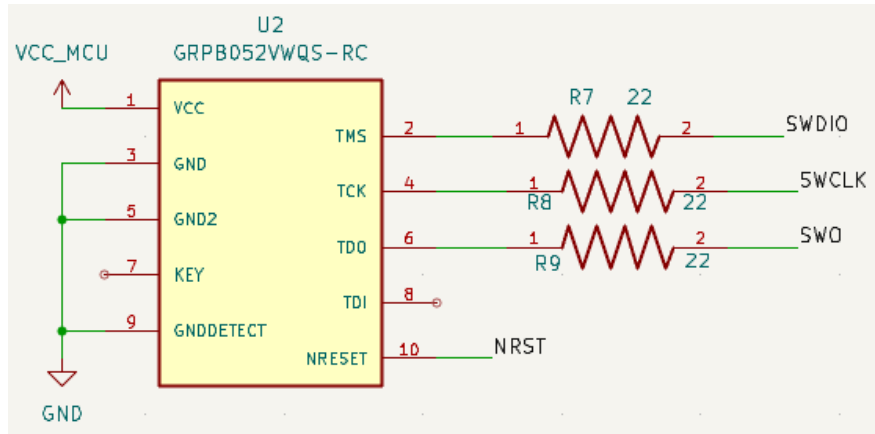 U2
VCC_MCU GRPB052VWQS-RC
1 VCC
TMS 2 1 R7 22 2 SWDIO
3 GND
TCK 4 1 R8 22 2 SWCLK
5 GND2
TDO 6 1 R9 22 2 SWO
7 KEY
TDI 8
9 GNDDETECT
NRESET 10 NRST
GND